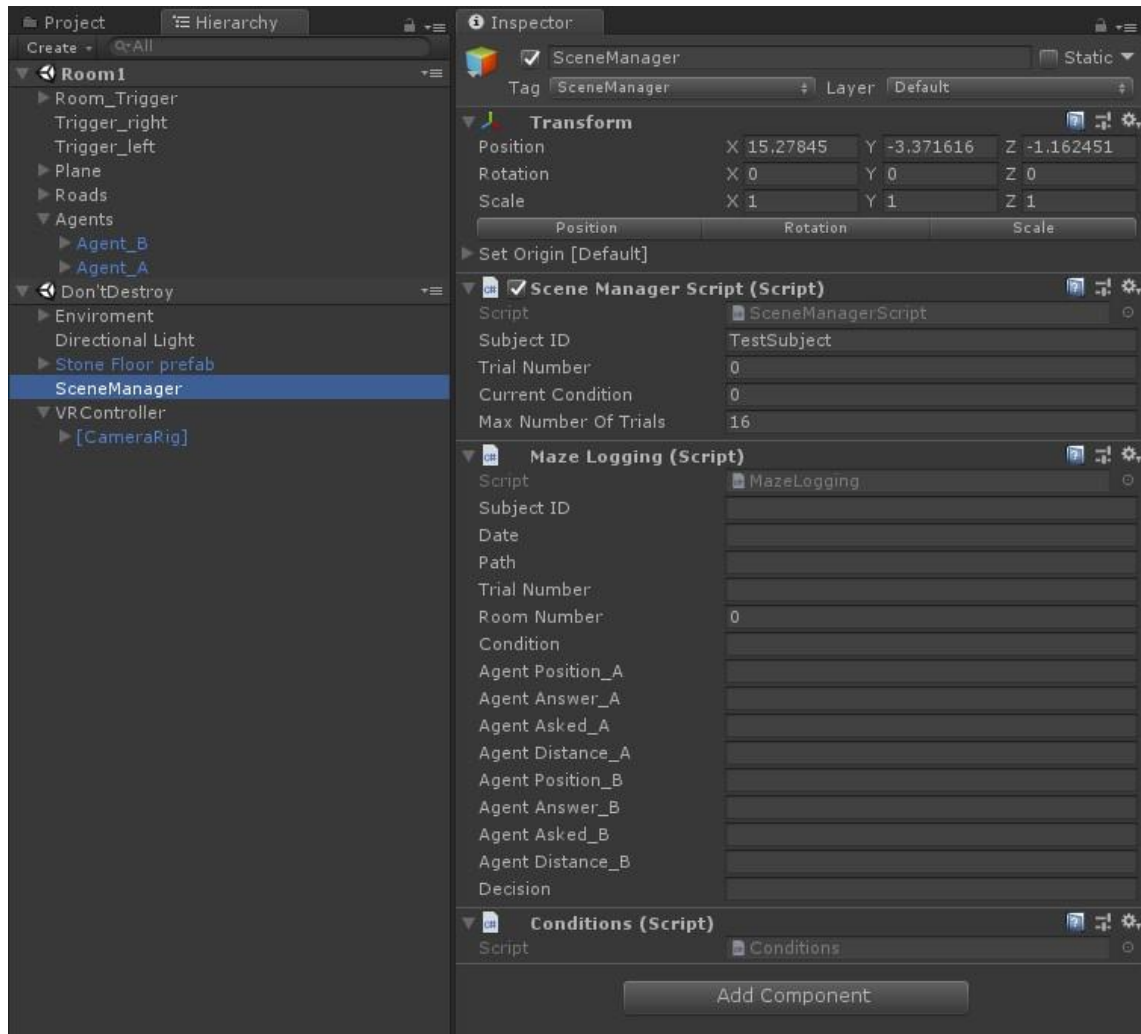 Project
Hierarchy
Create
All
Room1
Room_Trigger
Trigger_right
Trigger_left
Plane
Roads
Agents
Agent_B
Agent_A
Don'tDestroy
Enviroment
Directional Light
Stone Floor prefab
SceneManager
VRController
[CameraRig]
Inspector
SceneManager Static
Tag SceneManager Layer Default
Transform
Position X 15.27845 Y -3.371616 Z -1.162451
Rotation X 0 Y 0 Z 0
Scale X 1 Y 1 Z 1
Position Rotation Scale
Set Origin [Default]
C# Scene Manager Script (Script)
Script SceneManagerScript
Subject ID TestSubject
Trial Number 0
Current Condition 0
Max Number Of Trials 16
C# Maze Logging (Script)
Script MazeLogging
Subject ID
Date
Path
Trial Number
Room Number 0
Condition
Agent Position_A
Agent Answer_A
Agent Asked_A
Agent Distance_A
Agent Position_B
Agent Answer_B
Agent Asked_B
Agent Distance_B
Decision
C# Conditions (Script)
Script Conditions
Add Component